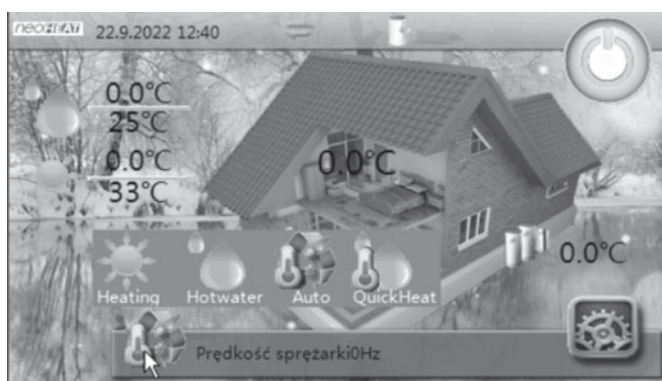 neoHEAT 22.9.2022 12:40
0.0°C
25°C
0.0°C
33°C
0.0°C
0.0°C
Heating Hotwater Auto QuickHeat
Prędkość sprężarki0Hz